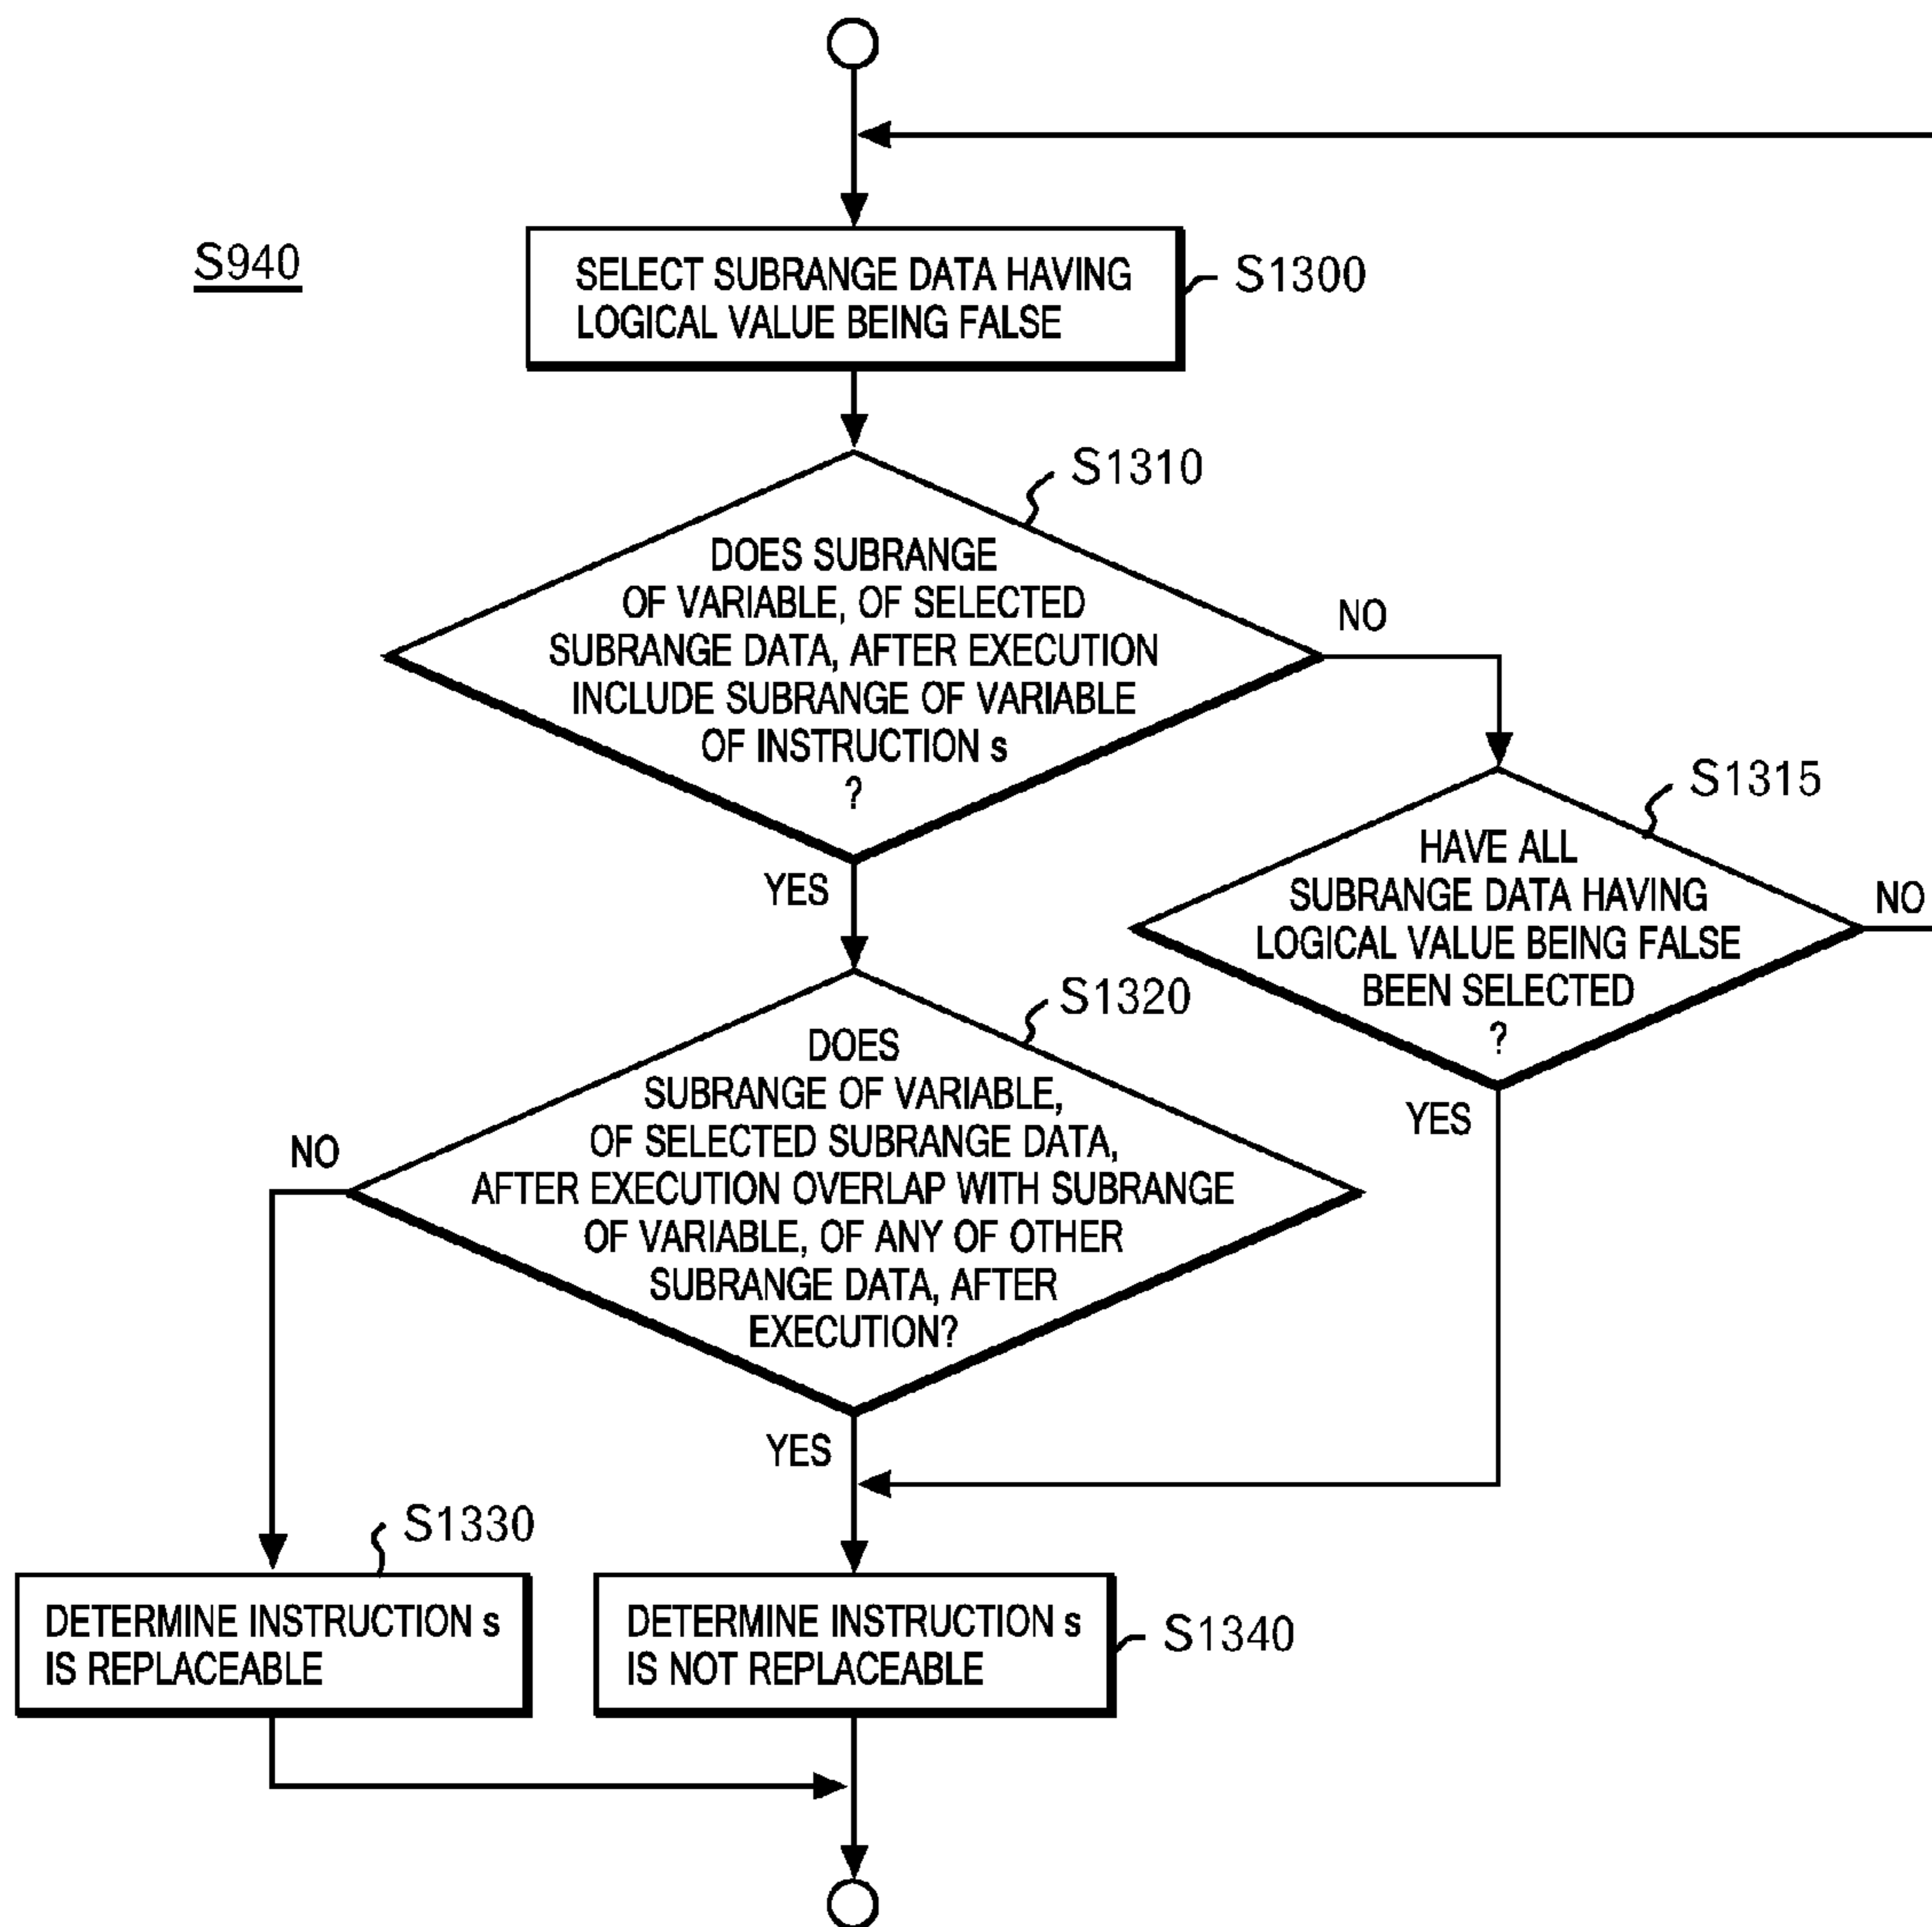 S940
SELECT SUBRANGE DATA HAVING
LOGICAL VALUE BEING FALSE
S1300
S1310
DOES SUBRANGE
OF VARIABLE, OF SELECTED
SUBRANGE DATA, AFTER EXECUTION
INCLUDE SUBRANGE OF VARIABLE
OF INSTRUCTION s
?
NO
YES
S1315
HAVE ALL
SUBRANGE DATA HAVING
LOGICAL VALUE BEING FALSE
BEEN SELECTED
?
NO
YES
S1320
DOES
SUBRANGE OF VARIABLE,
OF SELECTED SUBRANGE DATA,
AFTER EXECUTION OVERLAP WITH SUBRANGE
OF VARIABLE, OF ANY OF OTHER
SUBRANGE DATA, AFTER
EXECUTION?
NO
YES
S1330
DETERMINE INSTRUCTION s
IS REPLACEABLE
DETERMINE INSTRUCTION s
IS NOT REPLACEABLE
S1340